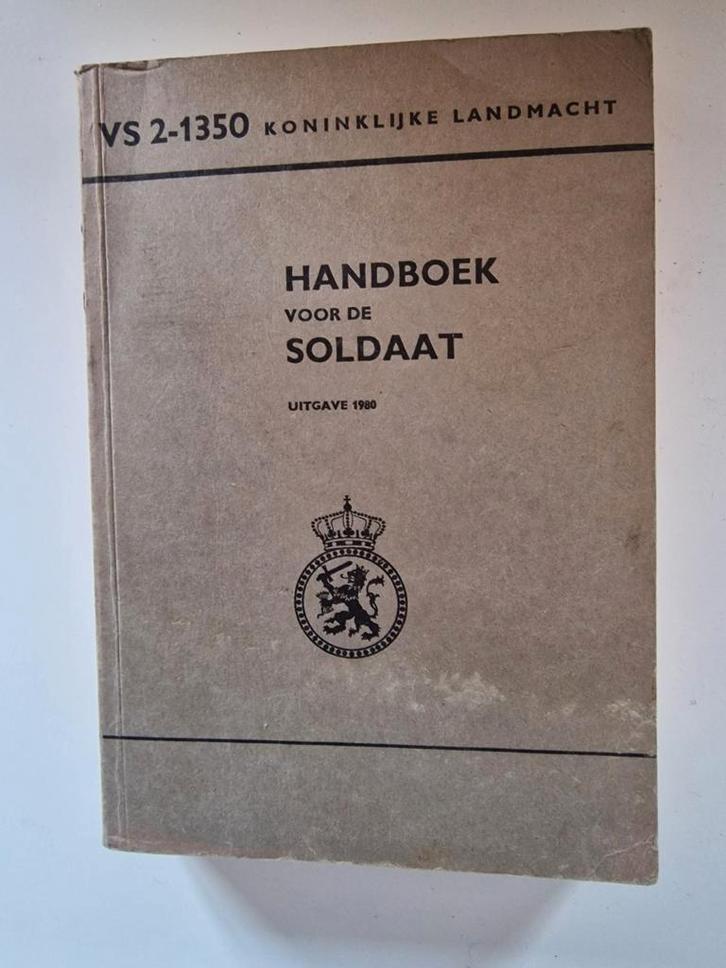 VS 2-1350 KONINKLIJKE LANDMACHT
HANDBOEK
VOOR DE
SOLDAAT
UITGAVE 1980